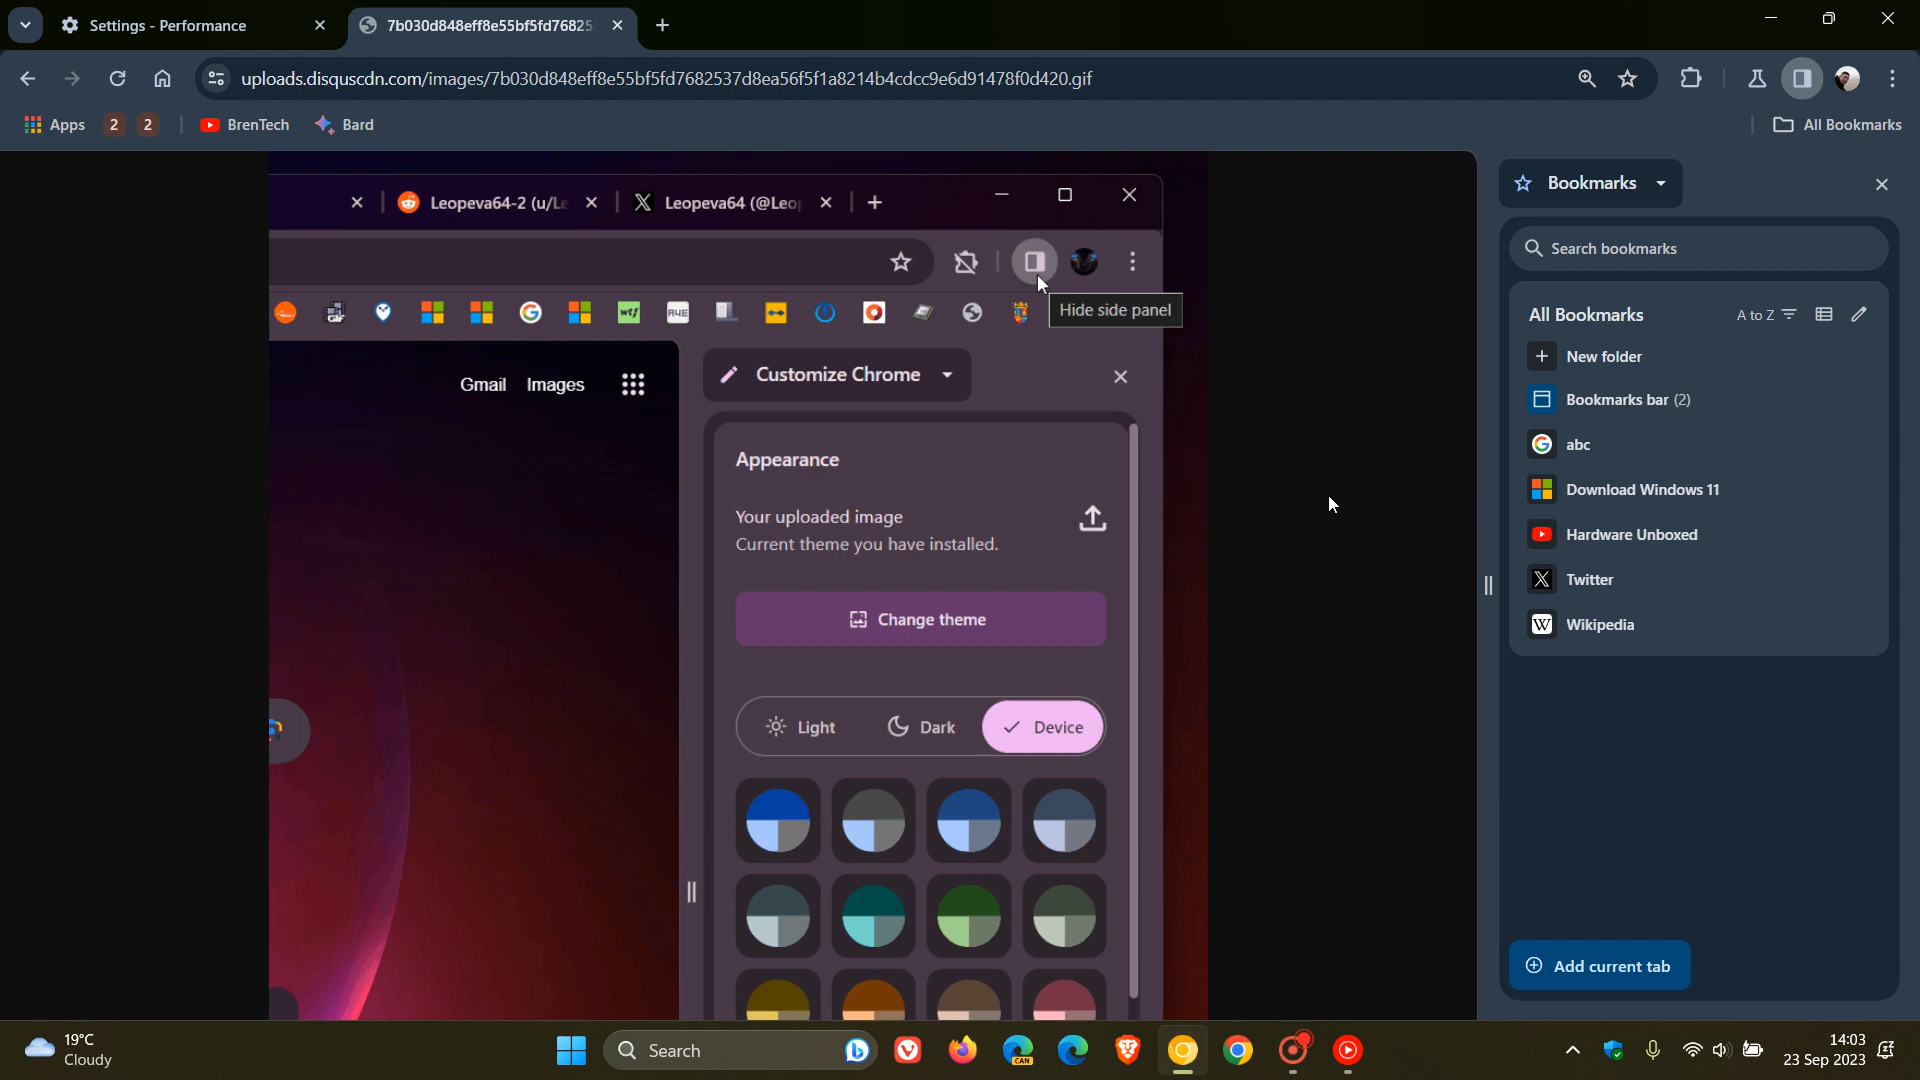 Settings - Performance
7b030d848eff8e55bf5fd76825
uploads.disquscdn.com/images/7b030d848eff8e55bf5fd7682537d8ea56f5f1a8214b4cdcc9e6d91478f0d420.gif
Apps 2 2 BrenTech Bard All Bookmarks
Leopeva64-2 (u/Le Leopeva64 (@Leop
Hide side panel
Gmail Images
Customize Chrome
Appearance
Your uploaded image
Current theme you have installed.
Change theme
Light Dark Device
Bookmarks
Search bookmarks
All Bookmarks A to Z
New folder
Bookmarks bar (2)
abc
Download Windows 11
Hardware Unboxed
Twitter
Wikipedia
Add current tab
19°C
Cloudy
Search
CAN
14:03
23 Sep 2023